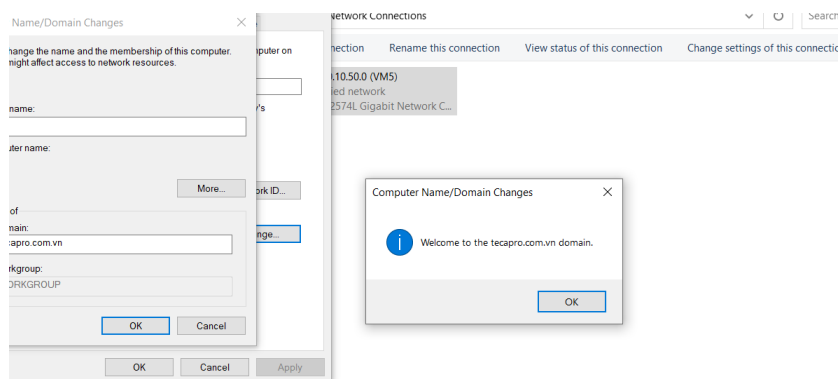 Name/Domain Changes
hange the name and the membership of this computer.
might affect access to network resources.
name:
uter name:
More...
of
main:
capro.com.vn
rkgroup:
ORKGROUP
OK
Cancel
mputer on
r's
ork ID...
nge...
OK
Cancel
Apply
Network Connections
Search
nection
Rename this connection
View status of this connection
Change settings of this connectio
.10.50.0 (VM5)
ied network
2574L Gigabit Network C...
Computer Name/Domain Changes
Welcome to the tecapro.com.vn domain.
OK